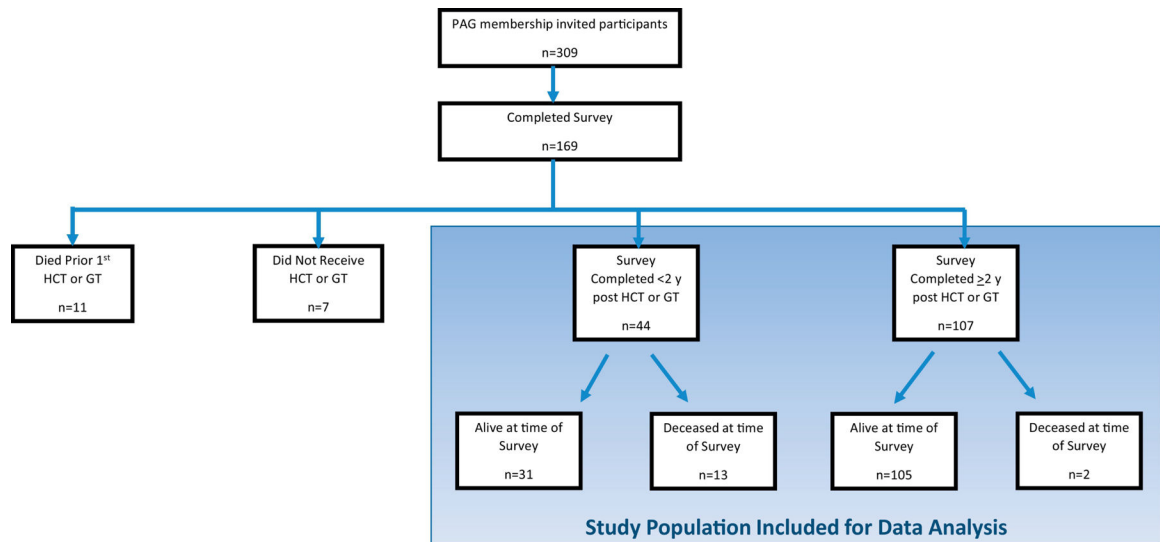 PAG membership invited participants
n=309
Completed Survey
n=169
Died Prior 1st
HCT or GT
n=11
Did Not Receive
HCT or GT
n=7
Survey
Completed <2 y
post HCT or GT
n=44
Survey
Completed ≥2 y
post HCT or GT
n=107
Alive at time of
Survey
n=31
Deceased at time
of Survey
n=13
Alive at time of
Survey
n=105
Deceased at time
of Survey
n=2
Study Population Included for Data Analysis